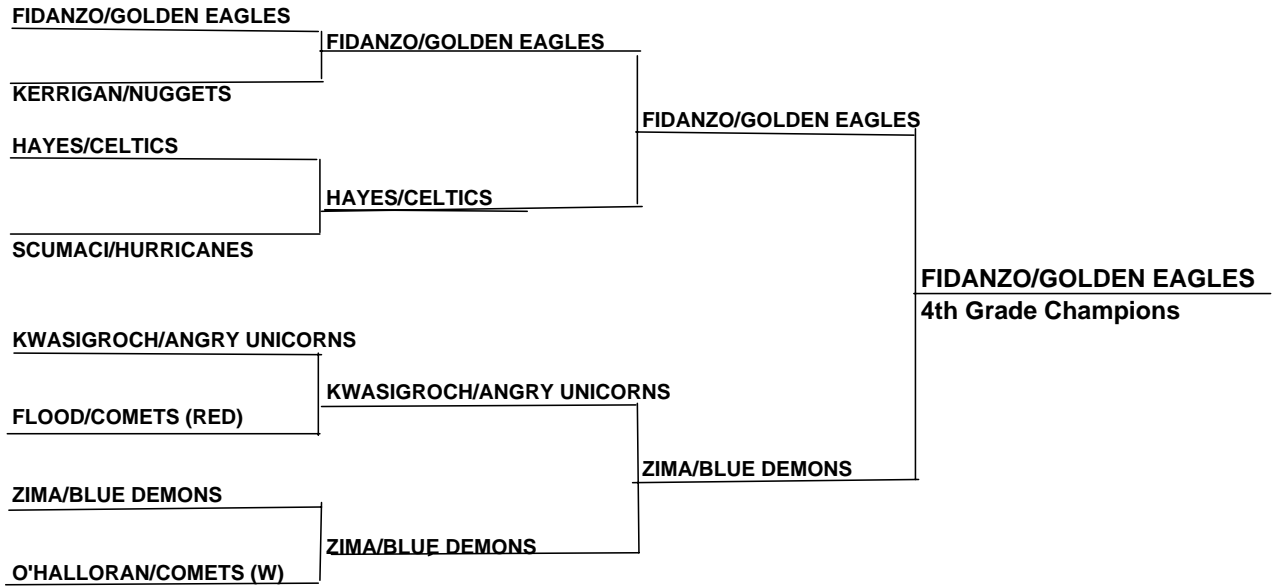 FIDANZO/GOLDEN EAGLES
FIDANZO/GOLDEN EAGLES
KERRIGAN/NUGGETS
FIDANZO/GOLDEN EAGLES
HAYES/CELTICS
HAYES/CELTICS
SCUMACI/HURRICANES
FIDANZO/GOLDEN EAGLES
4th Grade Champions
KWASIGROCH/ANGRY UNICORNS
KWASIGROCH/ANGRY UNICORNS
FLOOD/COMETS (RED)
ZIMA/BLUE DEMONS
ZIMA/BLUE DEMONS
ZIMA/BLUE DEMONS
O'HALLORAN/COMETS (W)